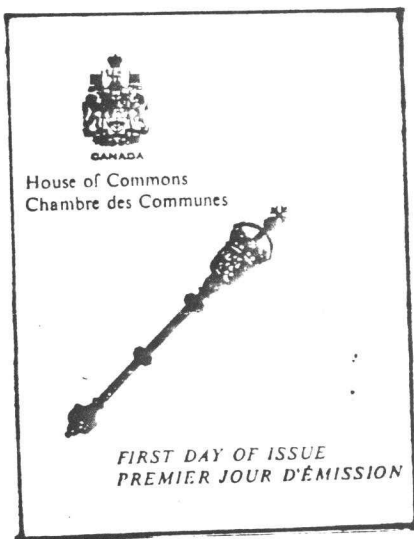 CANADA
House of Commons
Chambre des Communes
FIRST DAY OF ISSUE
PREMIER JOUR D'ÉMISSION